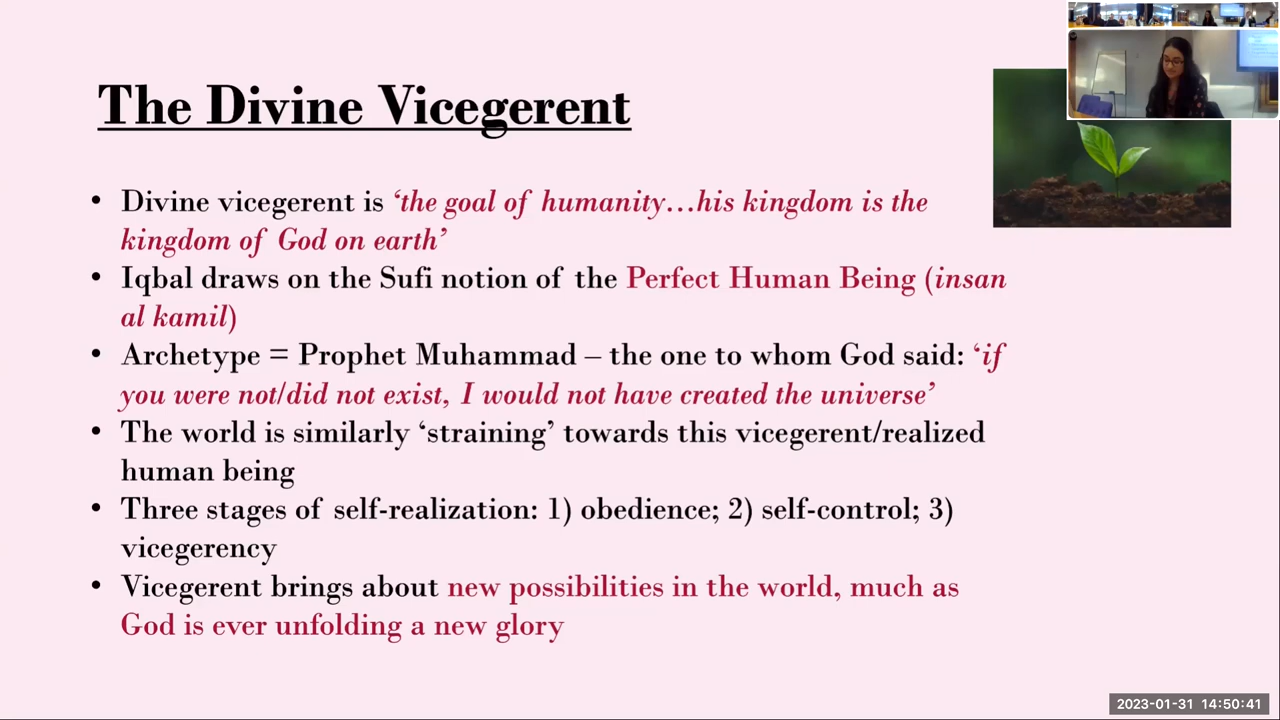 The Divine Vicegerent
• Divine vicegerent is ‘the goal of humanity…his kingdom is the
kingdom of God on earth’
• Iqbal draws on the Sufi notion of the Perfect Human Being (insan
al kamil)
• Archetype = Prophet Muhammad – the one to whom God said: ‘if
you were not/did not exist, I would not have created the universe’
• The world is similarly ‘straining’ towards this vicegerent/realized
human being
• Three stages of self-realization: 1) obedience; 2) self-control; 3)
vicegerency
• Vicegerent brings about new possibilities in the world, much as
God is ever unfolding a new glory
2023-01-31 14:50:41